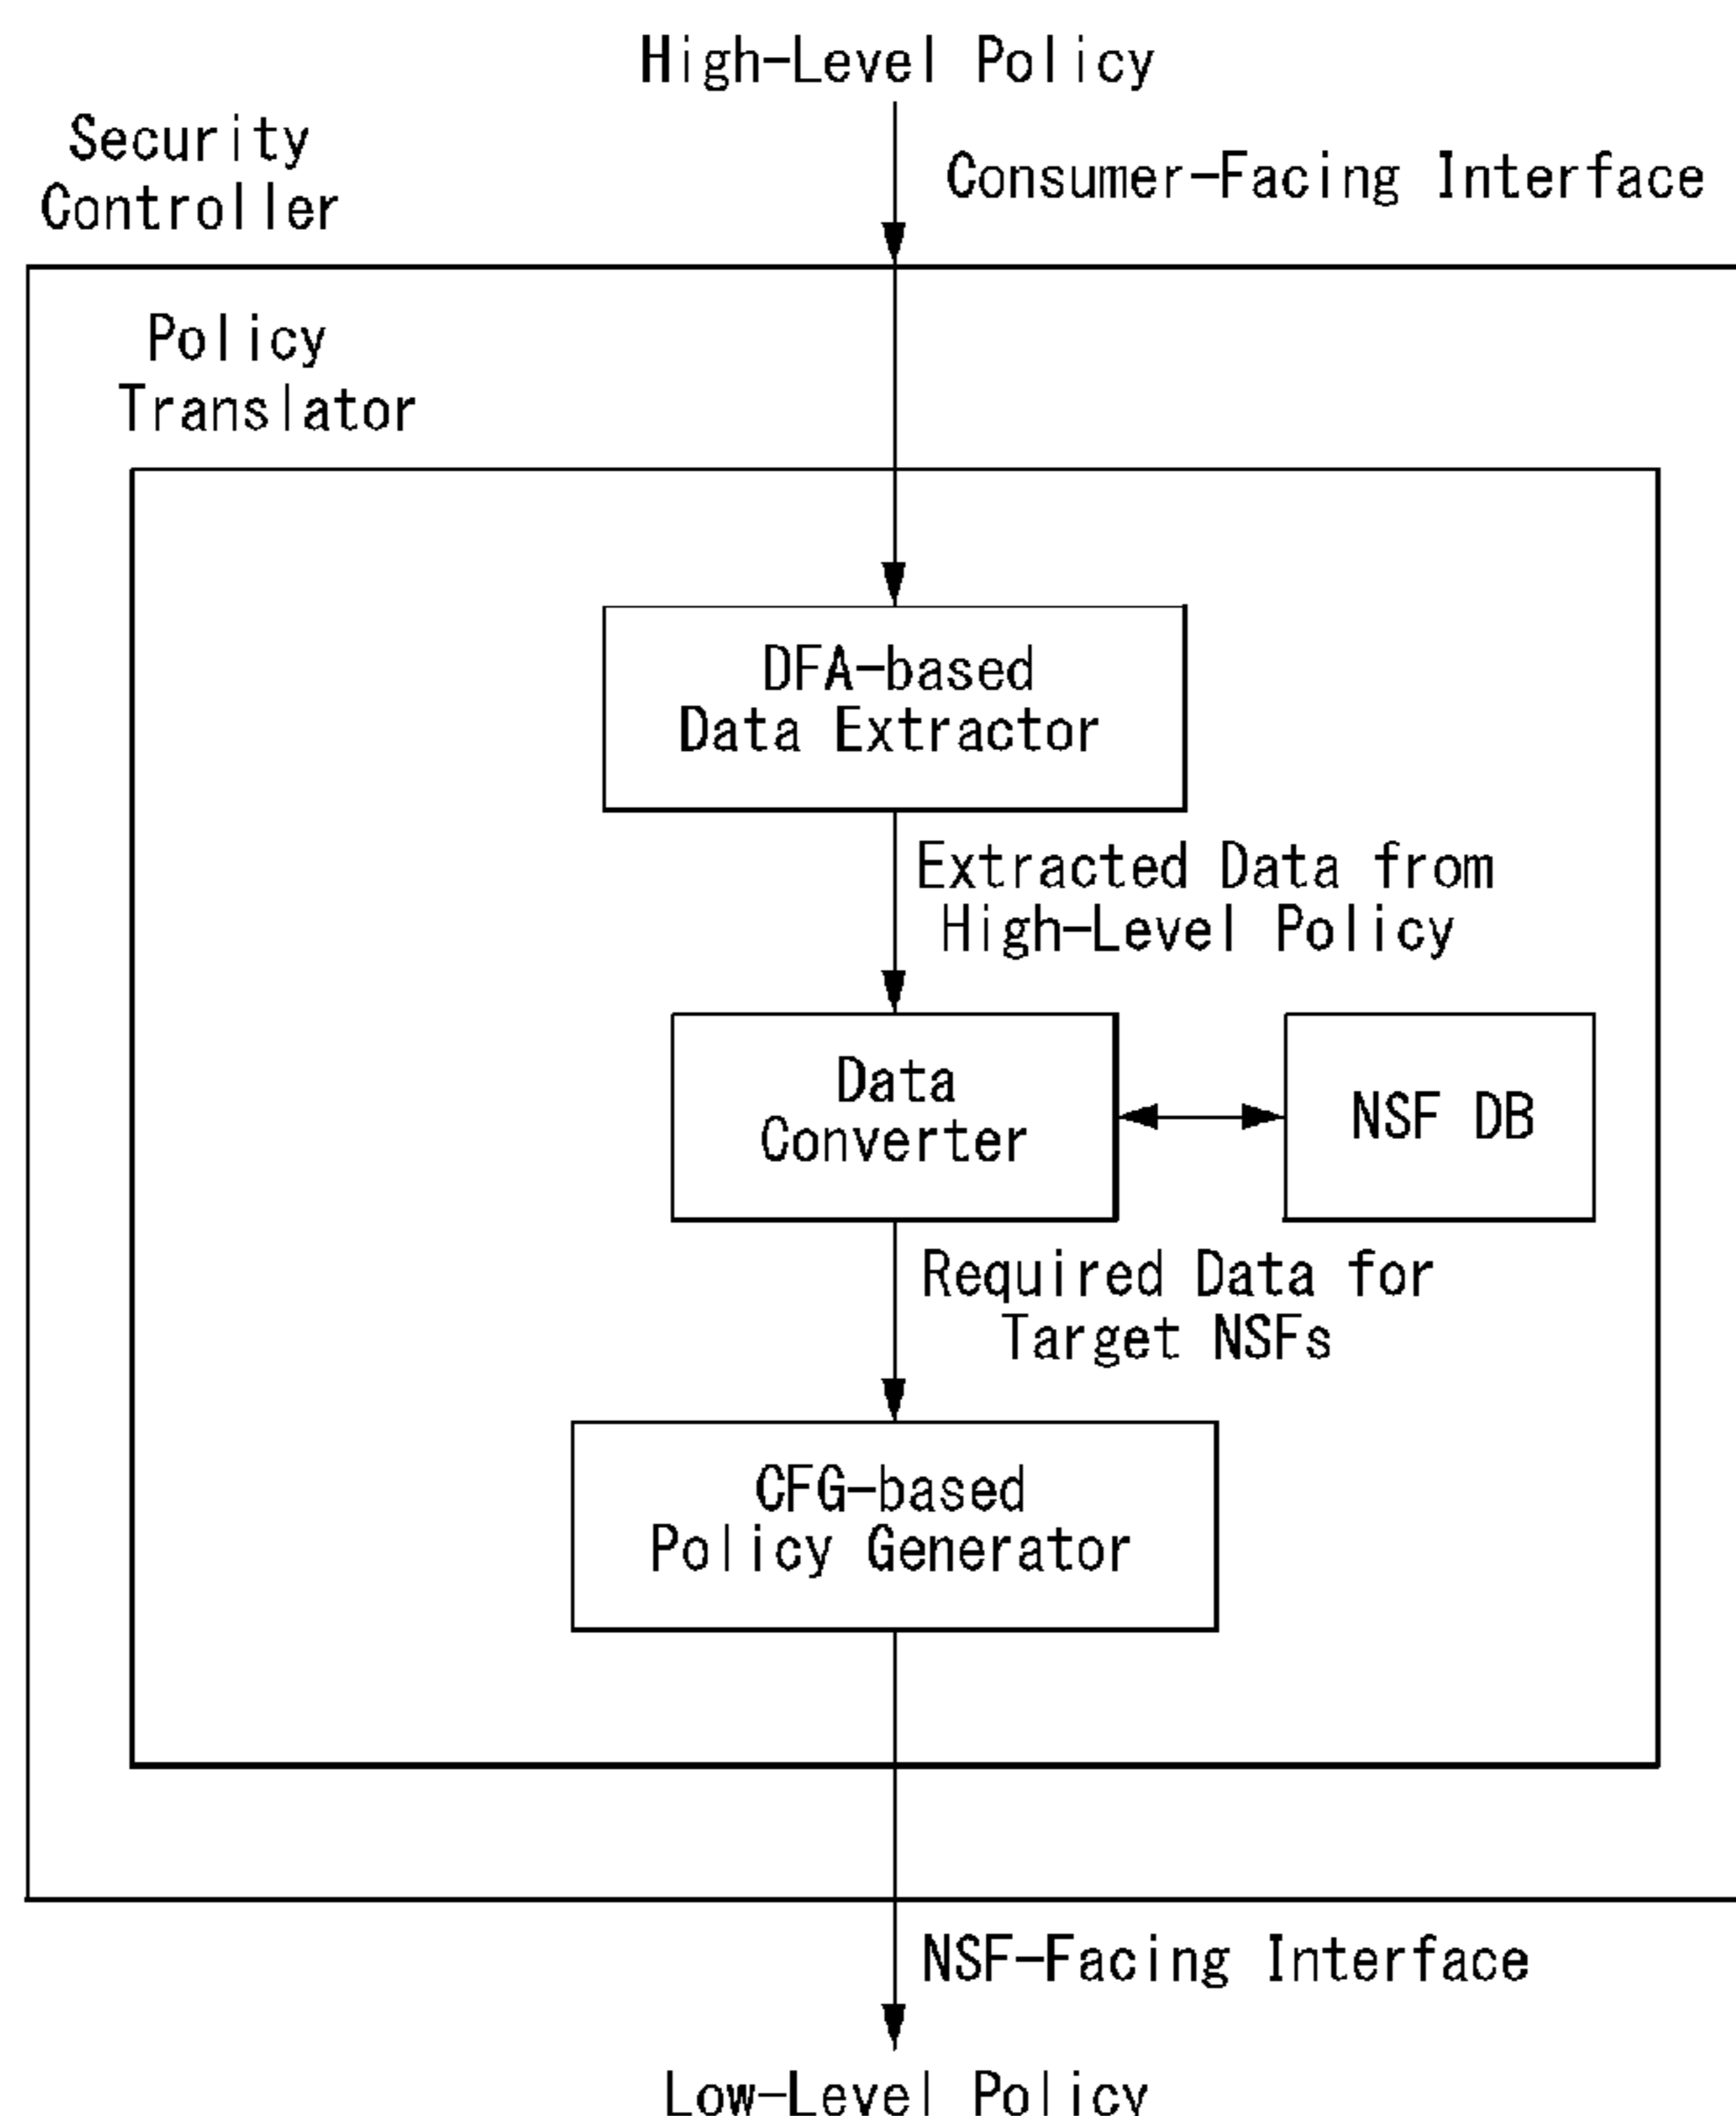 High-Level Policy
Security
Controller
Consumer-Facing Interface
Policy
Translator
DFA-based
Data Extractor
Extracted Data from
High-Level Policy
Data
Converter
NSF DB
Required Data for
Target NSFs
CFG-based
Policy Generator
NSF-Facing Interface
Low-Level Policy